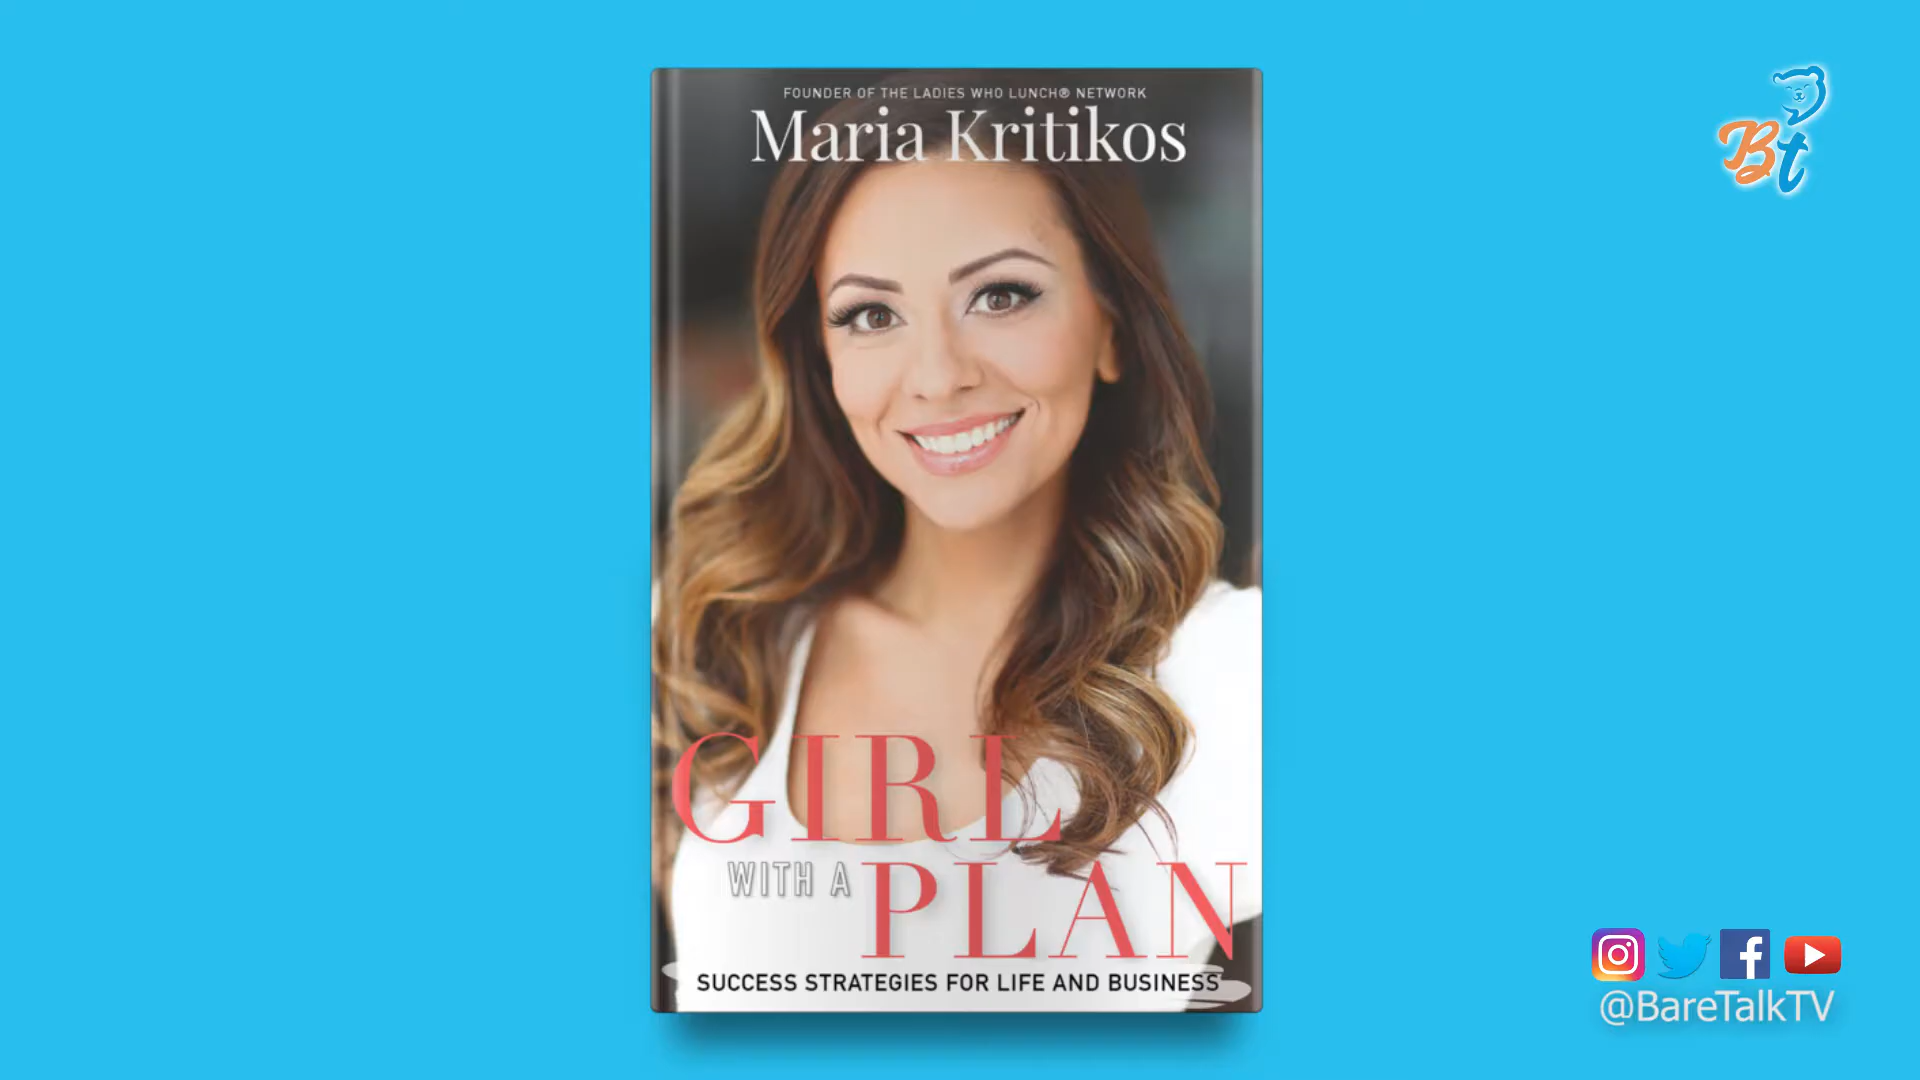 FOUNDER OF THE LADIES WHO LUNCH® NETWORK
Maria Kritikos
Bt
GIRL
WITH A PLAN
SUCCESS STRATEGIES FOR LIFE AND BUSINESS
@BareTalkTV